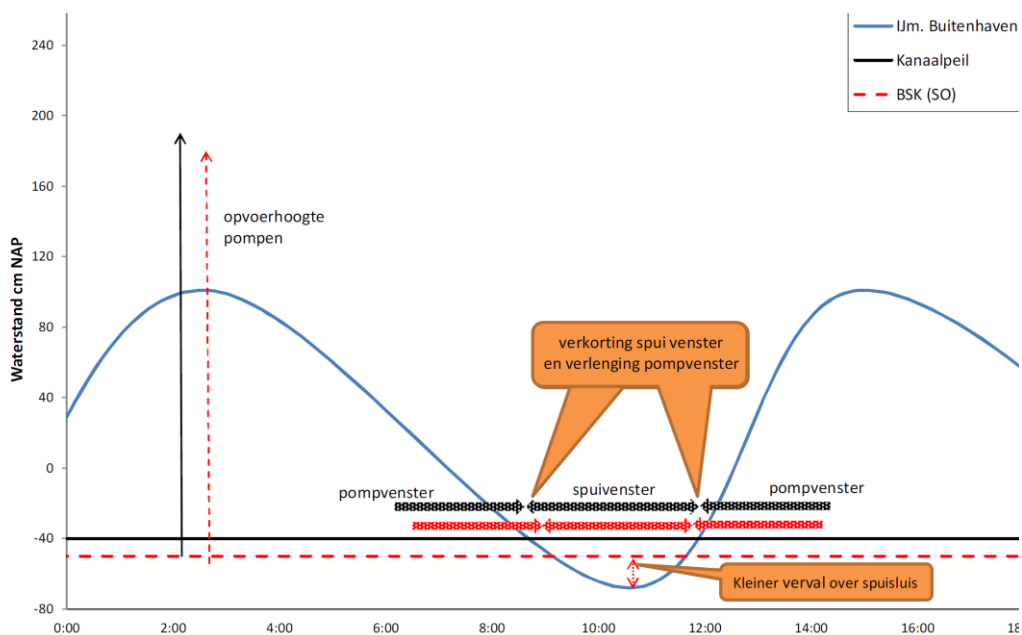 240
200
160
120
80
40
0
-40
-80
Waterstand cm NAP
IJm. Buitenhaven
Kanaalpeil
BSK (SO)
opvoerhoogte
pompen
verkorting spui venster
en verlenging pompvenster
pompvenster
spuivenster
pompvenster
Kleiner verval over spuisluis
0:00 2:00 4:00 6:00 8:00 10:00 12:00 14:00 16:00 18